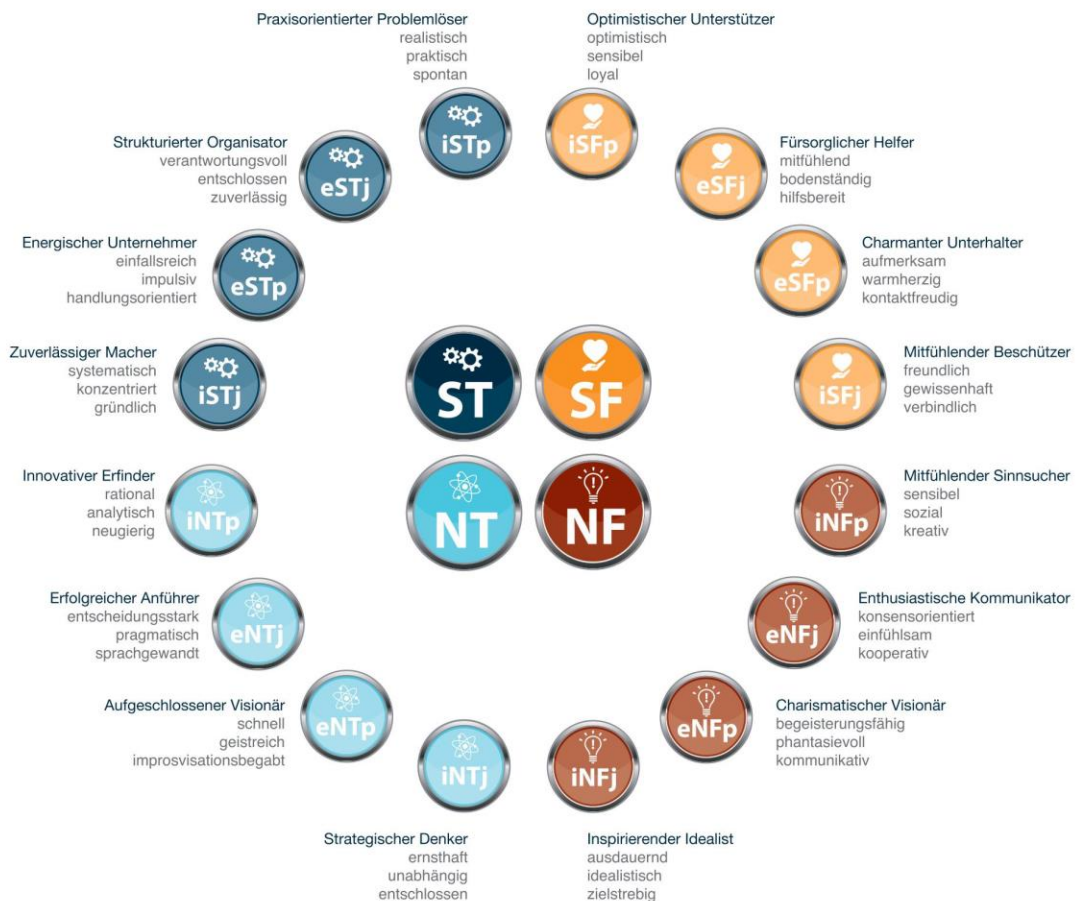 Praxisorientierter Problemlöser
realistisch
praktisch
spontan
iSTp
Optimistischer Unterstützer
optimistisch
sensibel
loyal
iSFp
Strukturierter Organisator
verantwortungsvoll
entschlossen
zuverlässig
eSTj
Fürsorglicher Helfer
mitfühlend
bodenständig
hilfsbereit
eSFj
Energischer Unternehmer
einfallsreich
impulsiv
handlungsorientiert
eSTp
Charmanter Unterhalter
aufmerksam
warmherzig
kontaktfreudig
eSFp
Zuverlässiger Macher
systematisch
konzentriert
gründlich
iSTj
ST
SF
Mitfühlender Beschützer
freundlich
gewissenhaft
verbindlich
iSFj
Innovativer Erfinder
rational
analytisch
neugierig
iNTp
NT
NF
Mitfühlender Sinnsucher
sensibel
sozial
kreativ
iNFp
Erfolgreicher Anführer
entscheidungsstark
pragmatisch
sprachgewandt
eNTj
Enthusiastische Kommunikator
konsensorientiert
einfühlsam
kooperativ
eNFj
Aufgeschlossener Visionär
schnell
geistreich
improsvisationsbegabt
eNTp
Charismatischer Visionär
begeisterungsfähig
phantasievoll
kommunikativ
eNFp
iNTj
Strategischer Denker
ernsthaft
unabhängig
entschlossen
iNFj
Inspirierender Idealist
ausdauernd
idealistisch
zielstrebig